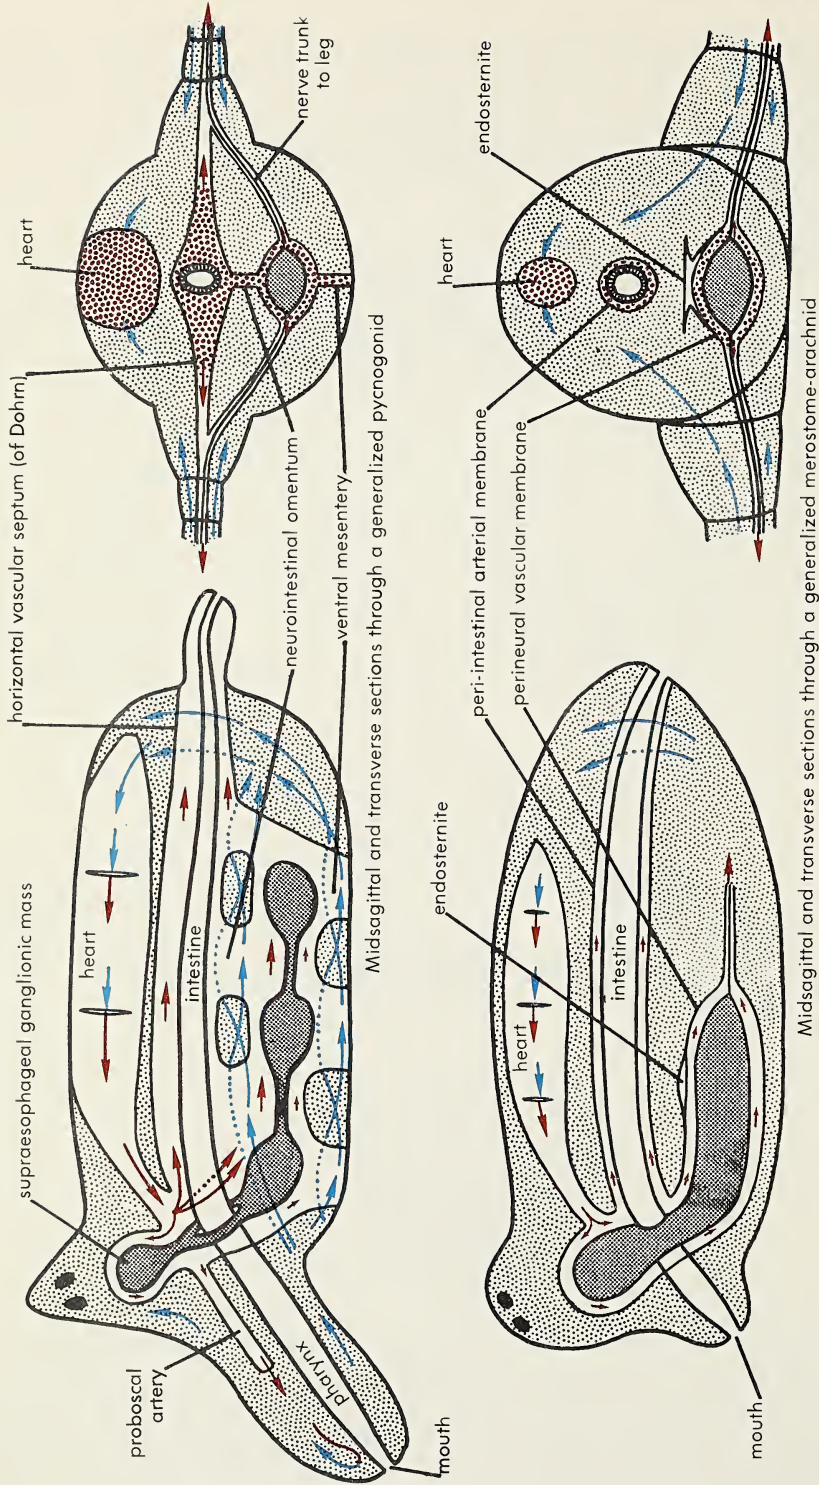 supraesophageal ganglionic mass
horizontal vascular septum (of Dohrn)
heart
heart
intestine
nerve trunk
to leg
proboscal
artery
pharynx
mouth
neurointestinal omentum
ventral mesentery
Midsagittal and transverse sections through a generalized pycnogonid
endosternite
peri-intestinal arterial membrane
perineural vascular membrane
heart
endosternite
heart
intestine
mouth
Midsagittal and transverse sections through a generalized merostome-arachnid